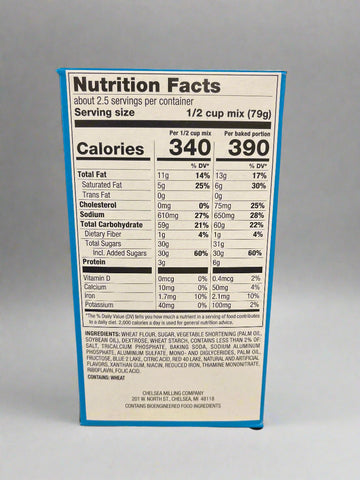 Nutrition Facts
about 2.5 servings per container
Serving size 1/2 cup mix (79g)
Per 1/2 cup mix Per baked portion
Calories 340 390
% DV* % DV*
Total Fat 11g 14% 13g 17%
Saturated Fat 5g 25% 6g 30%
Trans Fat 0g 0g
Cholesterol 0mg 0% 75mg 25%
Sodium 610mg 27% 650mg 28%
Total Carbohydrate 59g 21% 60g 22%
Dietary Fiber 1g 4% 1g 4%
Total Sugars 30g 31g
Incl. Added Sugars 30g 60% 30g 60%
Protein 3g 6g
Vitamin D 0mcg 0% 0.4mcg 2%
Calcium 10mg 0% 50mg 4%
Iron 1.7mg 10% 2.1mg 10%
Potassium 40mg 0% 100mg 2%
*The % Daily Value (DV) tells you how much a nutrient in a serving of food contributes
to a daily diet. 2,000 calories a day is used for general nutrition advice.
INGREDIENTS: WHEAT FLOUR, SUGAR, VEGETABLE SHORTENING (PALM OIL,
SOYBEAN OIL), DEXTROSE, WHEAT STARCH, CONTAINS LESS THAN 2% OF:
SALT, TRICALCIUM PHOSPHATE, BAKING SODA, SODIUM ALUMINUM
PHOSPHATE, ALUMINUM SULFATE, MONO- AND DIGLYCERIDES, PALM OIL,
FRUCTOSE, BLUE 2 LAKE, CITRIC ACID, RED 40 LAKE, NATURAL AND ARTIFICIAL
FLAVORS, XANTHAN GUM, NIACIN, REDUCED IRON, THIAMINE MONONITRATE,
RIBOFLAVIN, FOLIC ACID.
CONTAINS: WHEAT
CHELSEA MILLING COMPANY
201 W. NORTH ST., CHELSEA, MI 48118
CONTAINS BIOENGINEERED FOOD INGREDIENTS